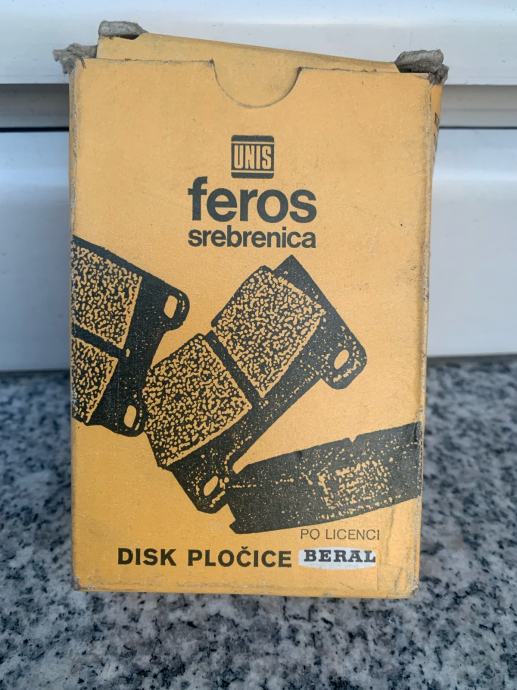 UNIS
feros
srebrenica
PO LICENCI
DISK PLOČICE BERAL